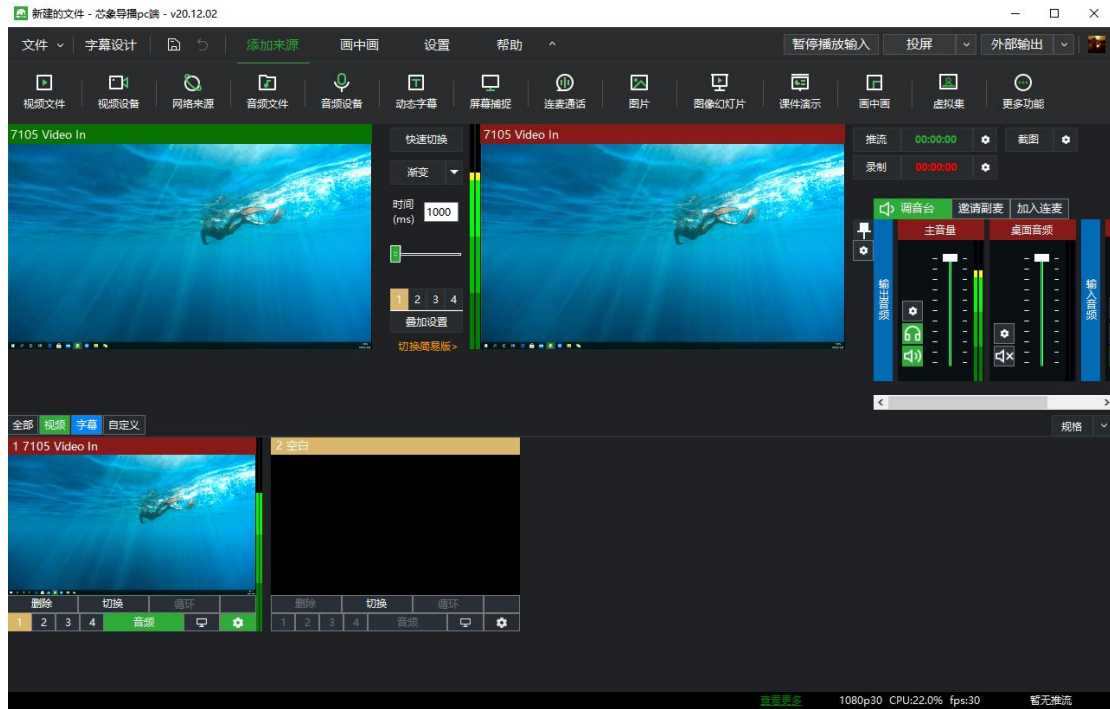 新建的文件 - 芯象导播pc端 - v20.12.02
文件 字幕设计 添加来源 画中画 设置 帮助 暂停播放输入 投屏 外部输出
视频文件 视频设备 网络来源 音频文件 音频设备 动态字幕 屏幕捕捉 连麦通话 图片 图像幻灯片 课件演示 画中画 虚拟集 更多功能
7105 Video In
快速切换
渐变
时间
(ms)
1000
1 2 3 4
叠加设置
切换简易版>
7105 Video In
推流 00:00:00 截图
录制 00:00:00
调音台 邀请副麦 加入连麦
输出音频
主音量 桌面音频
输入音频
全部 视频 字幕 自定义 规格
1 7105 Video In
删除 切换 循环
1 2 3 4 音频
2 空白
删除 切换 循环
1 2 3 4 音频
查看更多 1080p30 CPU:22.0% fps:30 暂无推流